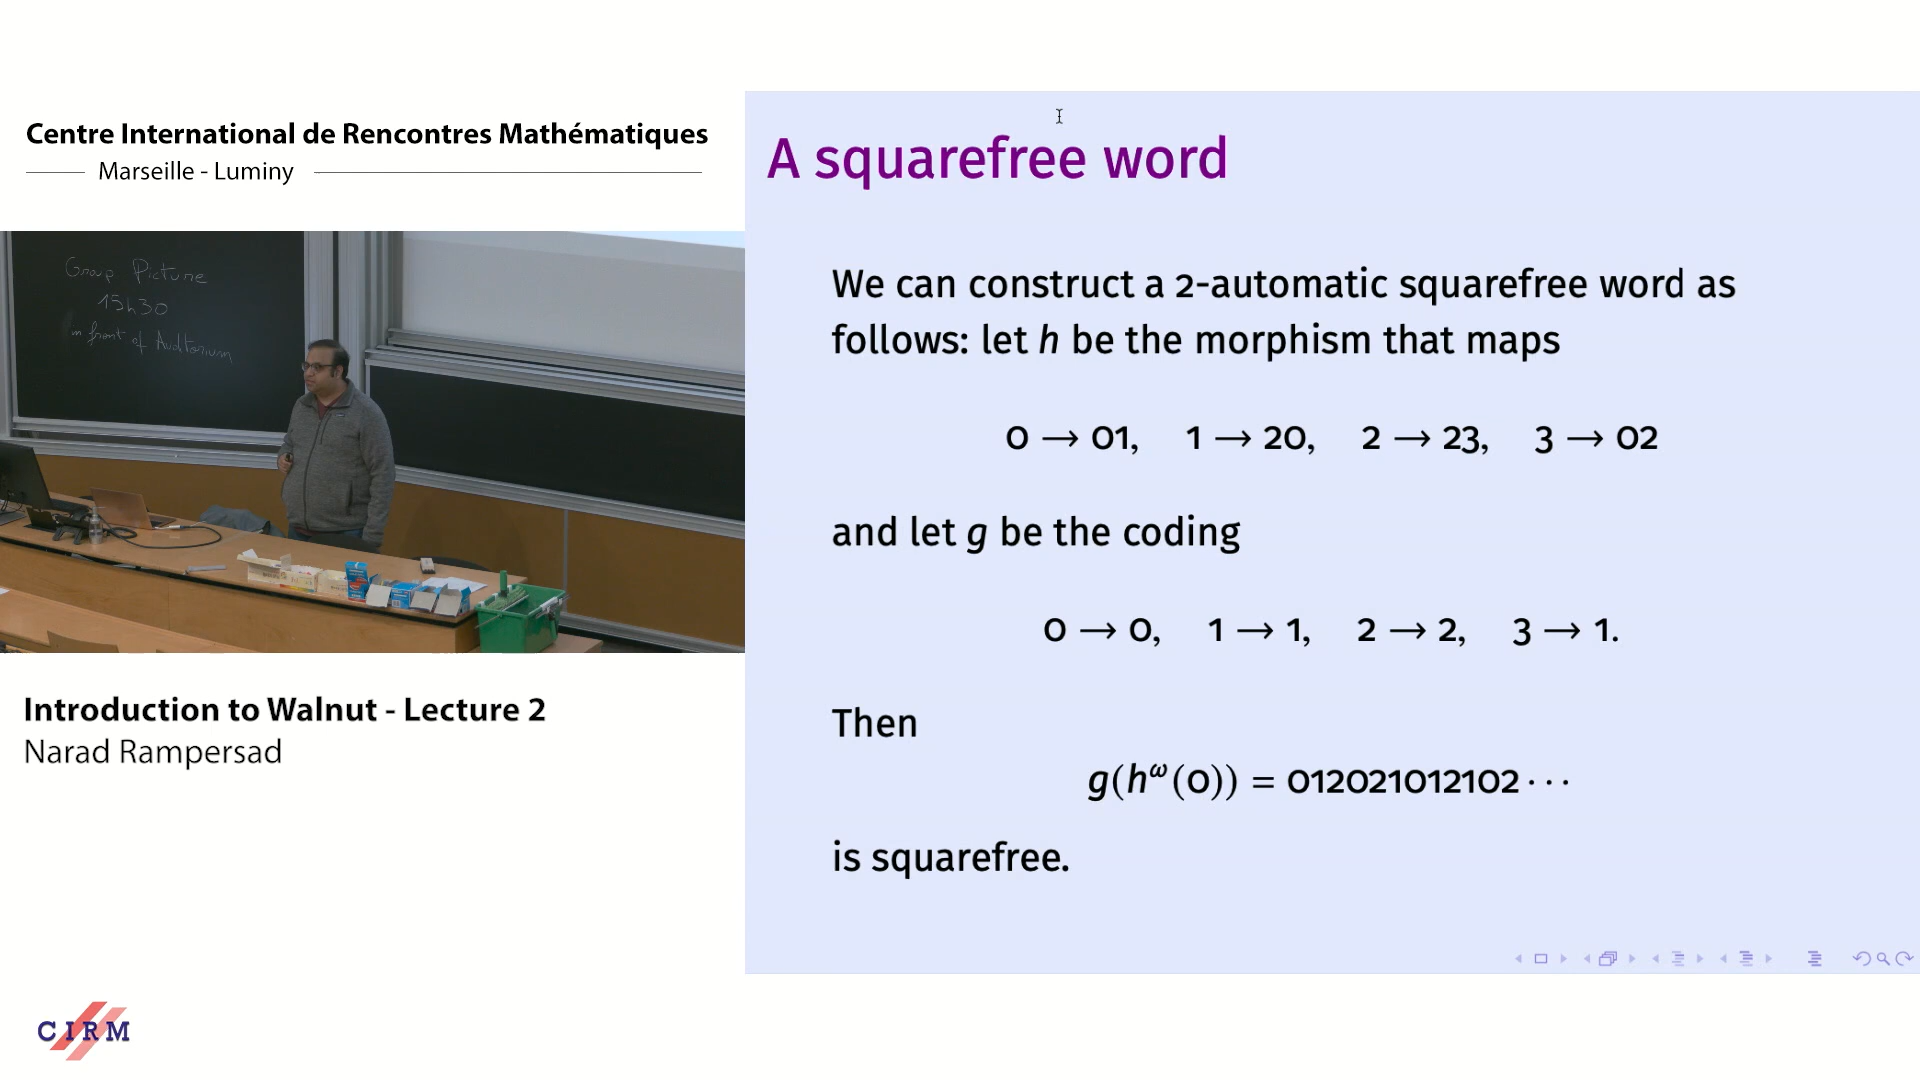 Centre International de Rencontres Mathématiques
Marseille - Luminy
Group Picture
15h30
in front of Auditorium
Introduction to Walnut - Lecture 2
Narad Rampersad
CIRM
A squarefree word
We can construct a 2-automatic squarefree word as
follows: let h be the morphism that maps
0 → 01, 1 → 20, 2 → 23, 3 → 02
and let g be the coding
0 → 0, 1 → 1, 2 → 2, 3 → 1.
Then
g(h^ω(0)) = 012021012102⋯
is squarefree.